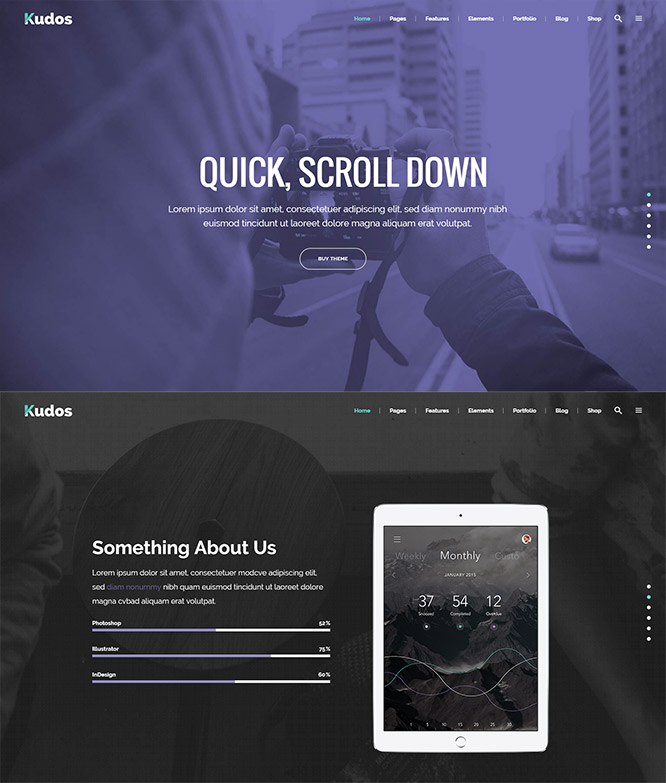 Kudos
Home | Pages | Features | Elements | Portfolio | Blog | Shop
QUICK, SCROLL DOWN
Lorem ipsum dolor sit amet, consectetuer adipiscing elit, sed diam nonummy nibh
euismod tincidunt ut laoreet dolore magna aliquam erat volutpat.
BUY THEME
Kudos
Home | Pages | Features | Elements | Portfolio | Blog | Shop
Something About Us
Lorem ipsum dolor sit amet, consectetuer modcve adipiscing elit,
sed diam nonummy nibh quam euismod tincidunt ut laoreet dolore
magna cvbad aliquam erat volutpat.
Photoshop 52%
Illustrator 75%
InDesign 60%
Weekly Monthly Custo
JANUARY 2015
37 54 12
Snoozed Completed Overdue
1 5 10 15 20 25 30